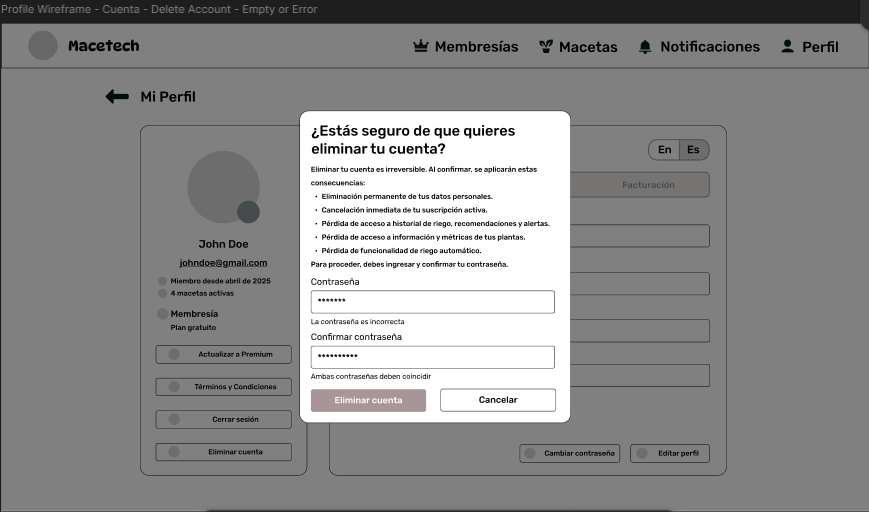 Profile Wireframe - Cuenta - Delete Account - Empty or Error
Macetech
Membresías
Macetas
Notificaciones
Perfil
Mi Perfil
John Doe
johndoe@gmail.com
Miembro desde abril de 2025
4 macetas activas
Membresía
Plan gratuito
Actualizar a Premium
Términos y Condiciones
Cerrar sesión
Eliminar cuenta
¿Estás seguro de que quieres
eliminar tu cuenta?
Eliminar tu cuenta es irreversible. Al confirmar, se aplicarán estas
consecuencias:
• Eliminación permanente de tus datos personales.
• Cancelación inmediata de tu suscripción activa.
• Pérdida de acceso a historial de riego, recomendaciones y alertas.
• Pérdida de acceso a información y métricas de tus plantas.
• Pérdida de funcionalidad de riego automático.
Para proceder, debes ingresar y confirmar tu contraseña.
Contraseña
*******
La contraseña es incorrecta
Confirmar contraseña
**********
Ambas contraseñas deben coincidir
Eliminar cuenta
Cancelar
En
Es
Facturación
Cambiar contraseña
Editar perfil